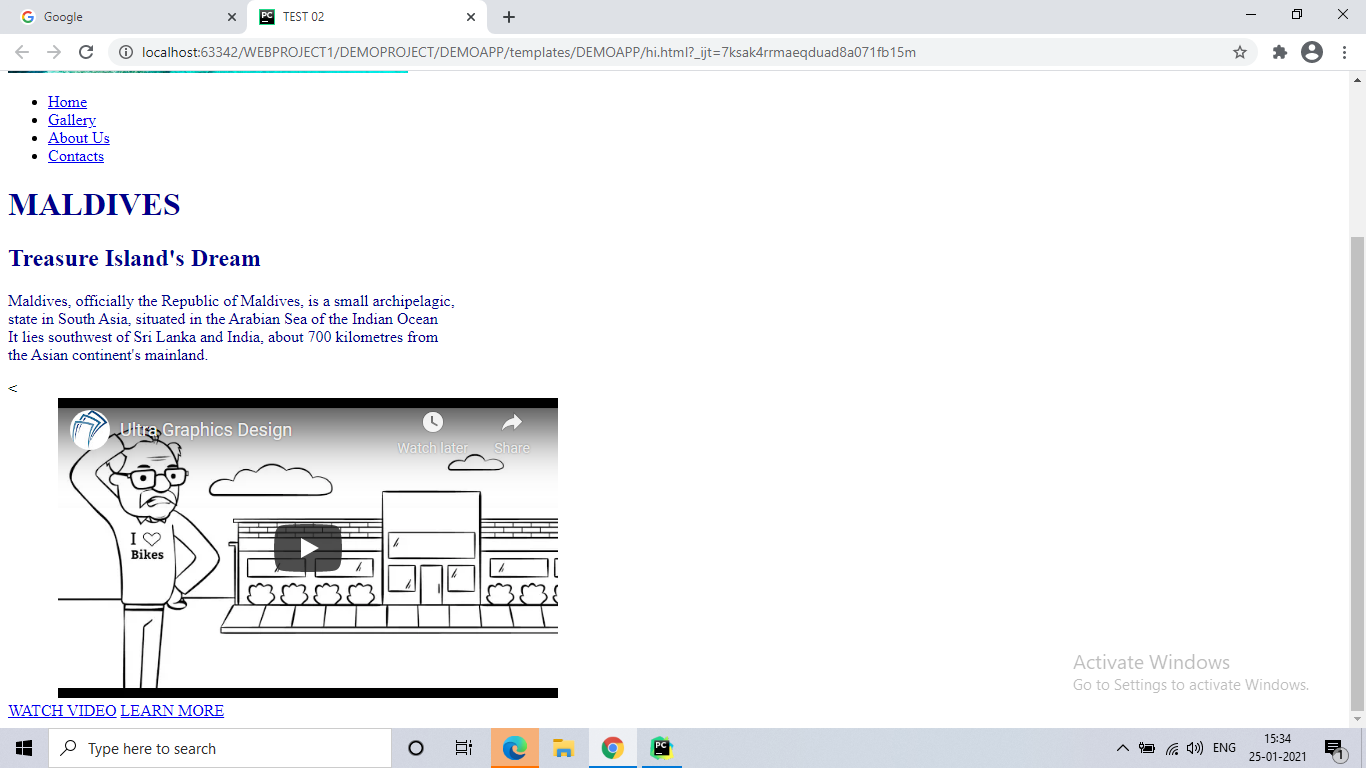 Google
TEST 02
localhost:63342/WEBPROJECT1/DEMOPROJECT/DEMOAPP/templates/DEMOAPP/hi.html?_ijt=7ksak4rrmaeqduad8a071fb15m
Home
Gallery
About Us
Contacts
MALDIVES
Treasure Island's Dream
Maldives, officially the Republic of Maldives, is a small archipelagic,
state in South Asia, situated in the Arabian Sea of the Indian Ocean
It lies southwest of Sri Lanka and India, about 700 kilometres from
the Asian continent's mainland.
<
Ultra Graphics Design
Watch later
Share
I ♡
Bikes
WATCH VIDEO LEARN MORE
Activate Windows
Go to Settings to activate Windows.
Type here to search
PC
ENG
15:34
25-01-2021
1